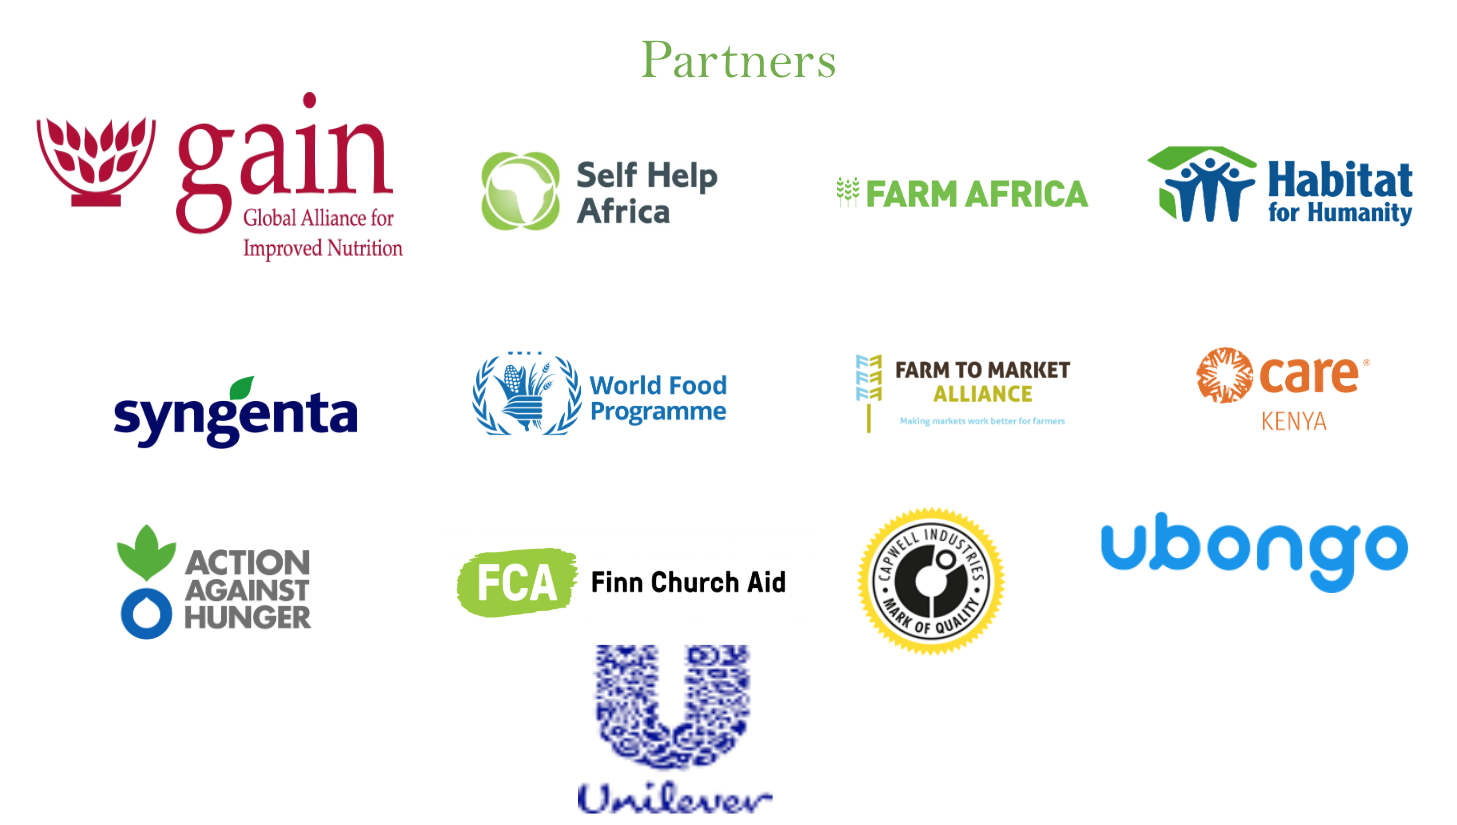 Partners
gain
Global Alliance for
Improved Nutrition
Self Help
Africa
FARM AFRICA
Habitat
for Humanity
syngenta
World Food
Programme
FARM TO MARKET
ALLIANCE
Making markets work better for farmers
care®
KENYA
ACTION
AGAINST
HUNGER
FCA Finn Church Aid
CAPWELL INDUSTRIES
• MARK OF QUALITY •
ubongo
Unilever